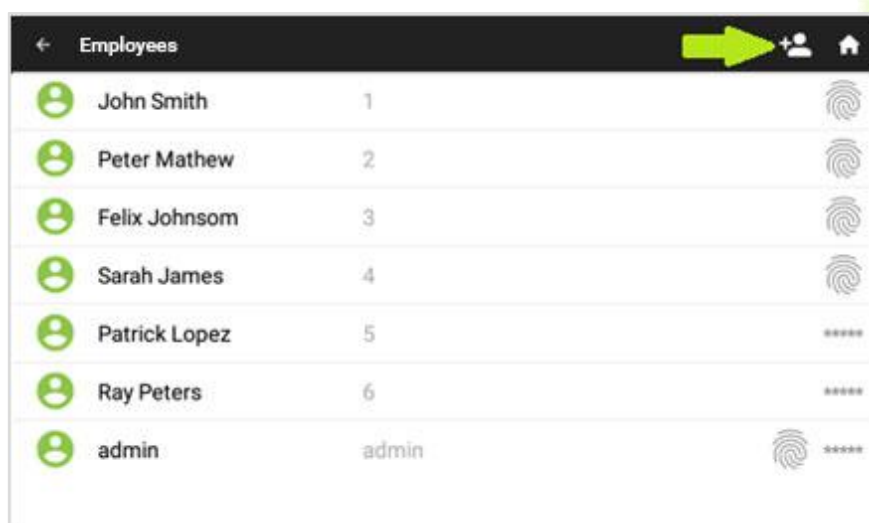 Employees
John Smith 1
Peter Mathew 2
Felix Johnsom 3
Sarah James 4
Patrick Lopez 5 *****
Ray Peters 6 *****
admin admin *****